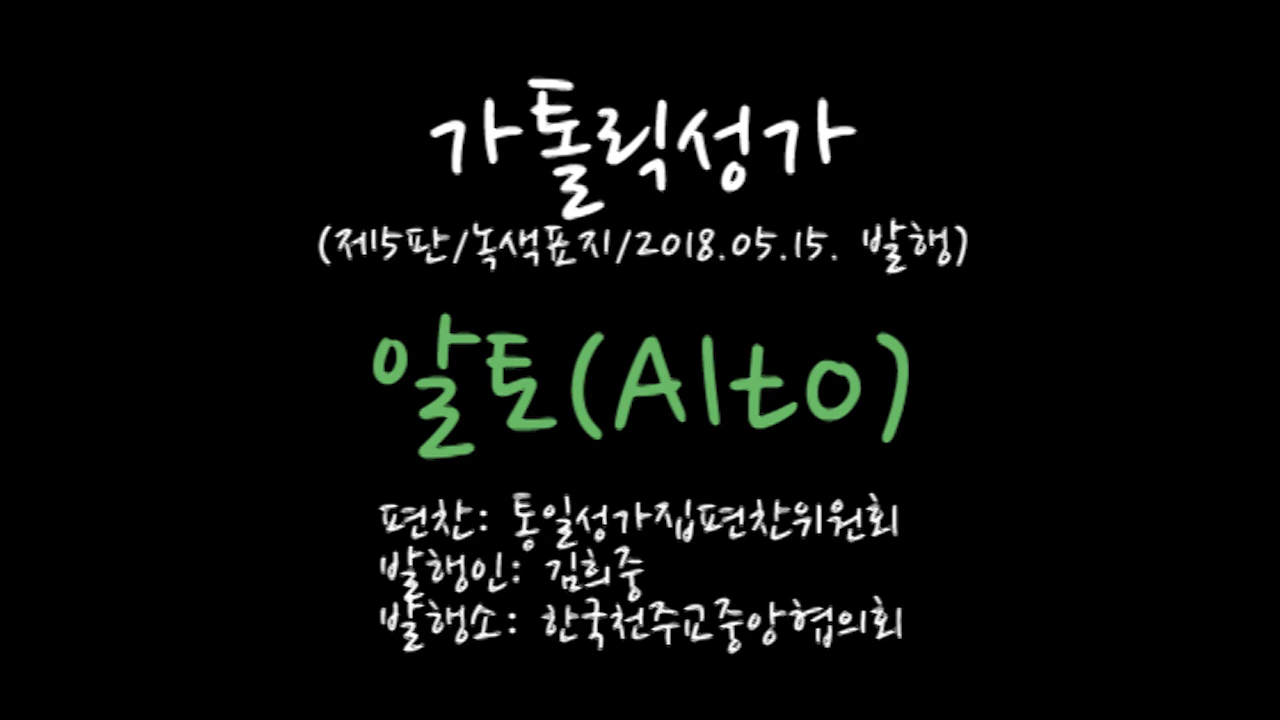 가톨릭성가
(제5판/녹색표지/2018.05.15. 발행)
알토(Alto)
편찬: 통일성가집편찬위원회
발행인: 김희중
발행소: 한국천주교중앙협의회